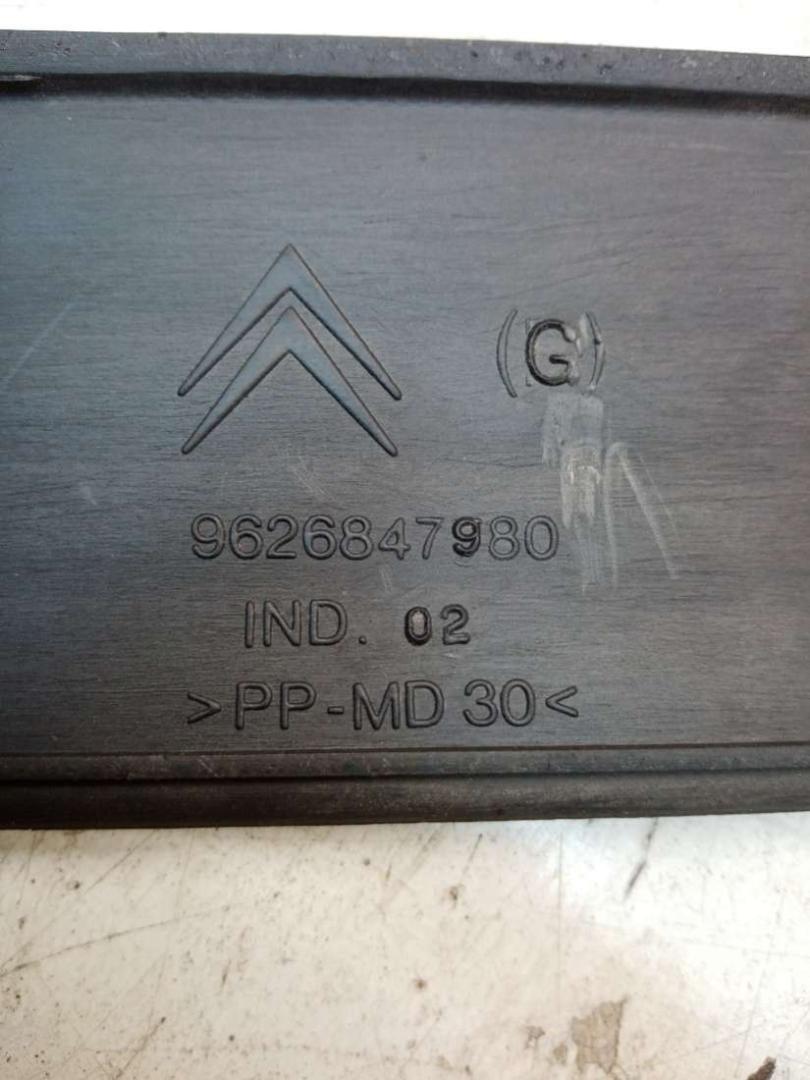 (G)
9626847980
IND. 02
>PP-MD 30<